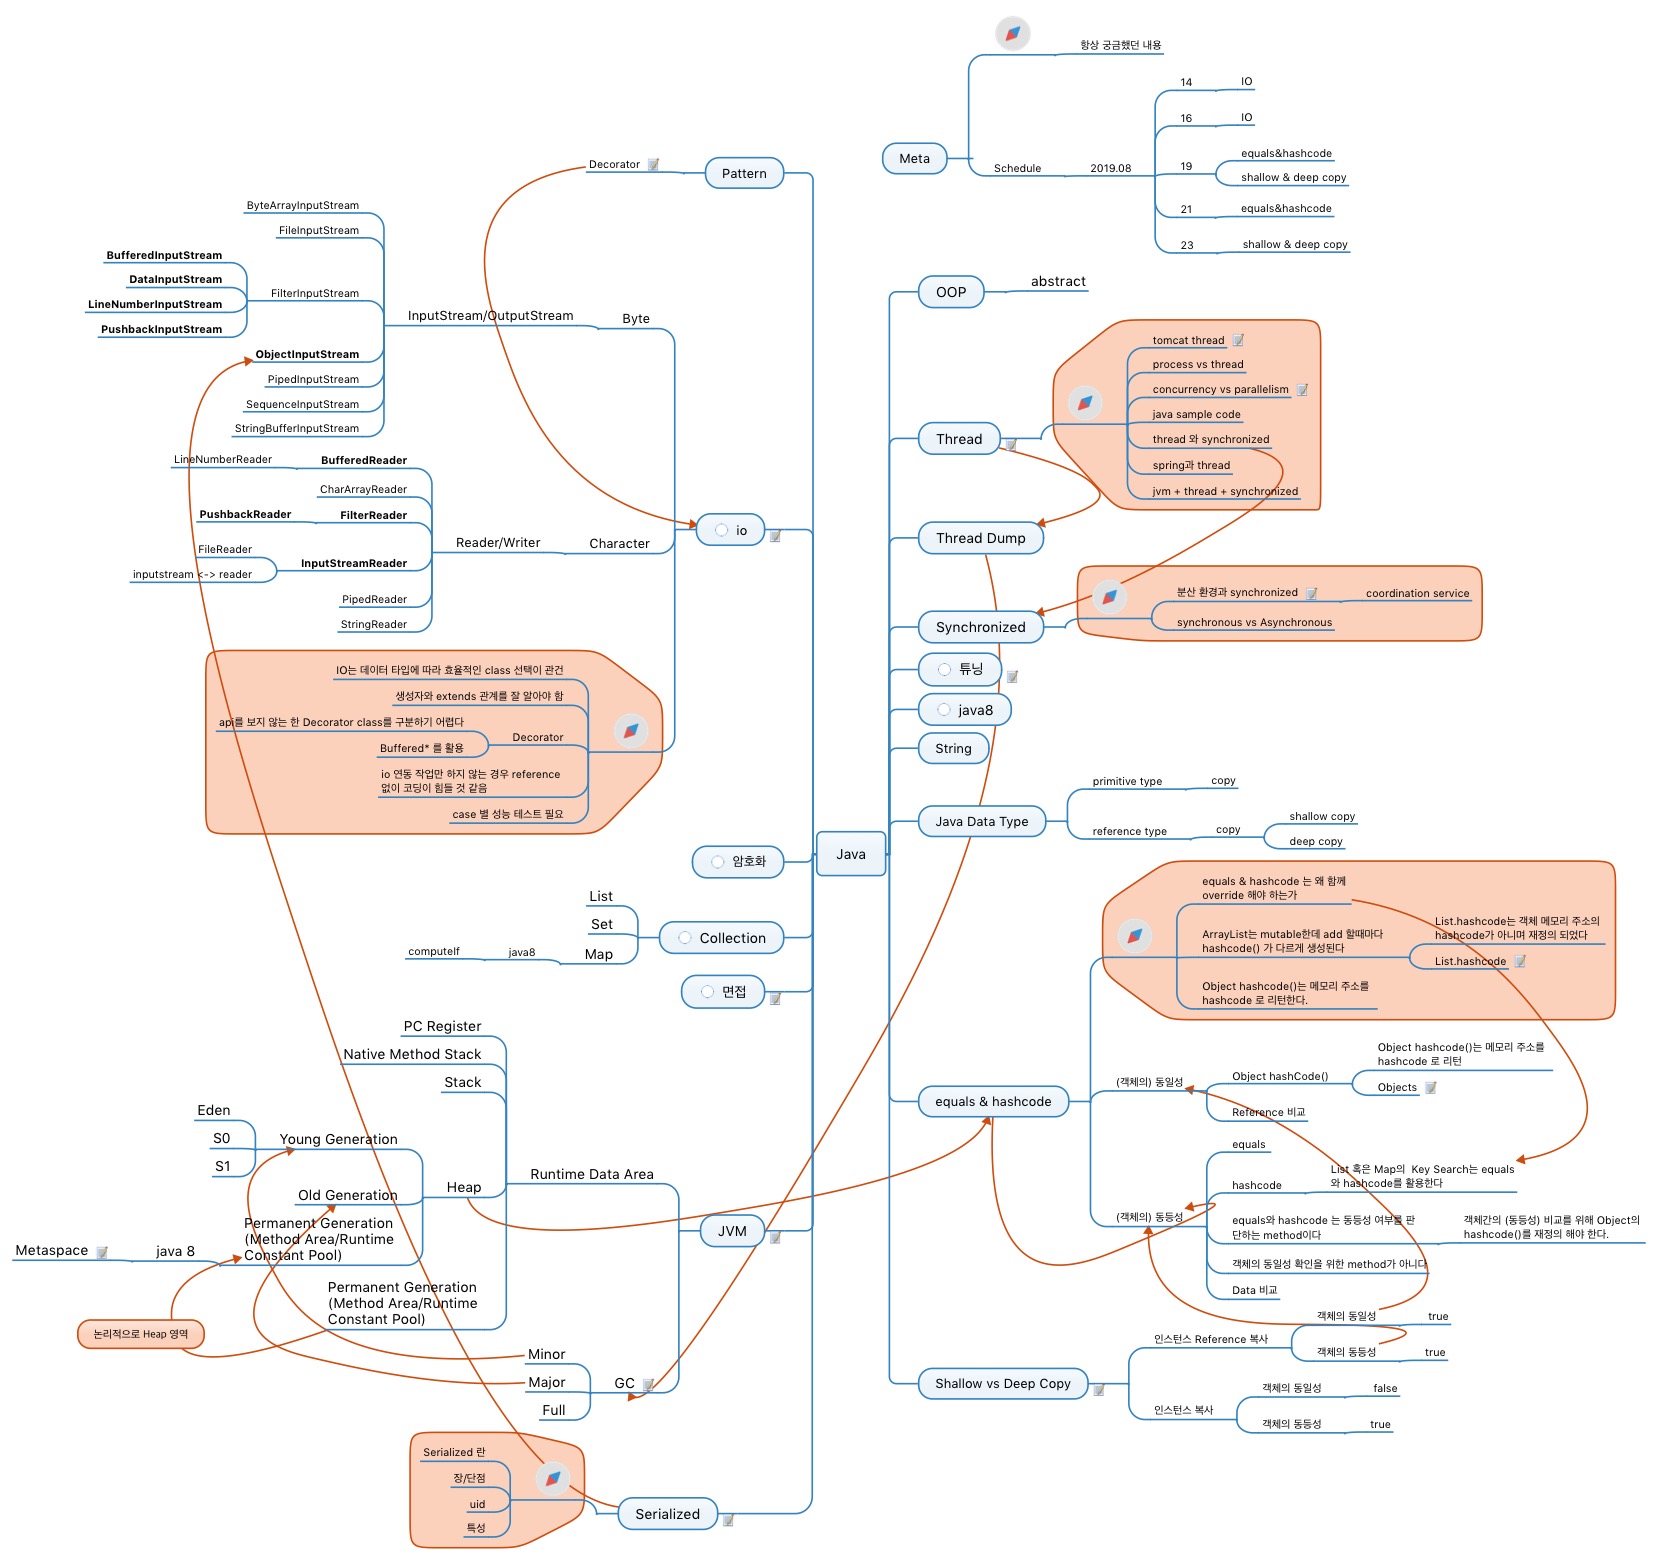 항상 궁금했던 내용
14
IO
16
IO
Meta
Schedule
2019.08
19
equals&hashcode
shallow & deep copy
21
equals&hashcode
23
shallow & deep copy
Decorator
Pattern
ByteArrayInputStream
FileInputStream
BufferedInputStream
DataInputStream
LineNumberInputStream
PushbackInputStream
FilterInputStream
InputStream/OutputStream
Byte
ObjectInputStream
PipedInputStream
SequenceInputStream
StringBufferInputStream
LineNumberReader
BufferedReader
CharArrayReader
PushbackReader
FilterReader
Reader/Writer
Character
io
FileReader
inputstream <-> reader
InputStreamReader
PipedReader
StringReader
IO는 데이터 타입에 따라 효율적인 class 선택이 관건
생성자와 extends 관계를 잘 알아야 함
api를 보지 않는 한 Decorator class를 구분하기 어렵다
Buffered* 를 활용
Decorator
io 연동 작업만 하지 않는 경우 reference
없이 코딩이 힘들 것 같음
case 별 성능 테스트 필요
OOP
abstract
Thread
tomcat thread
process vs thread
concurrency vs parallelism
java sample code
thread 와 synchronized
spring과 thread
jvm + thread + synchronized
Thread Dump
Synchronized
분산 환경과 synchronized
coordination service
synchronous vs Asynchronous
튜닝
java8
String
Java Data Type
primitive type
copy
reference type
copy
shallow copy
deep copy
Java
암호화
List
Set
Map
java8
computeIf
Collection
면접
equals & hashcode 는 왜 함께
override 해야 하는가
ArrayList는 mutable한데 add 할때마다
hashcode() 가 다르게 생성된다
List.hashcode는 객체 메모리 주소의
hashcode가 아니며 재정의 되었다
List.hashcode
Object hashcode()는 메모리 주소를
hashcode 로 리턴한다.
equals & hashcode
(객체의) 동일성
Object hashCode()
Object hashcode()는 메모리 주소를
hashcode 로 리턴
Objects
Reference 비교
(객체의) 동등성
equals
hashcode
List 혹은 Map의 Key Search는 equals
와 hashcode를 활용한다
equals와 hashcode 는 동등성 여부를 판
단하는 method이다
객체간의 (동등성) 비교를 위해 Object의
hashcode()를 재정의 해야 한다.
객체의 동일성 확인을 위한 method가 아니다
Data 비교
PC Register
Native Method Stack
Stack
Eden
S0
S1
Young Generation
Old Generation
Heap
Runtime Data Area
JVM
Permanent Generation
(Method Area/Runtime
Constant Pool)
java 8
Metaspace
Permanent Generation
(Method Area/Runtime
Constant Pool)
논리적으로 Heap 영역
Minor
Major
Full
GC
Shallow vs Deep Copy
인스턴스 Reference 복사
객체의 동일성
true
객체의 동등성
true
인스턴스 복사
객체의 동일성
false
객체의 동등성
true
Serialized 란
장/단점
uid
특성
Serialized